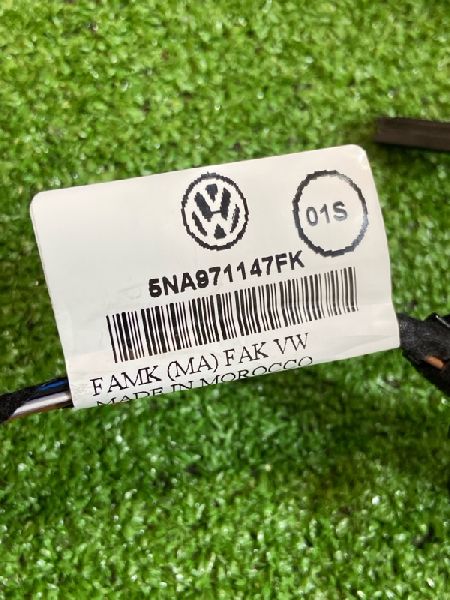 01S
5NA971147FK
FAMK (MA) FAK VW
MADE IN MOROCCO